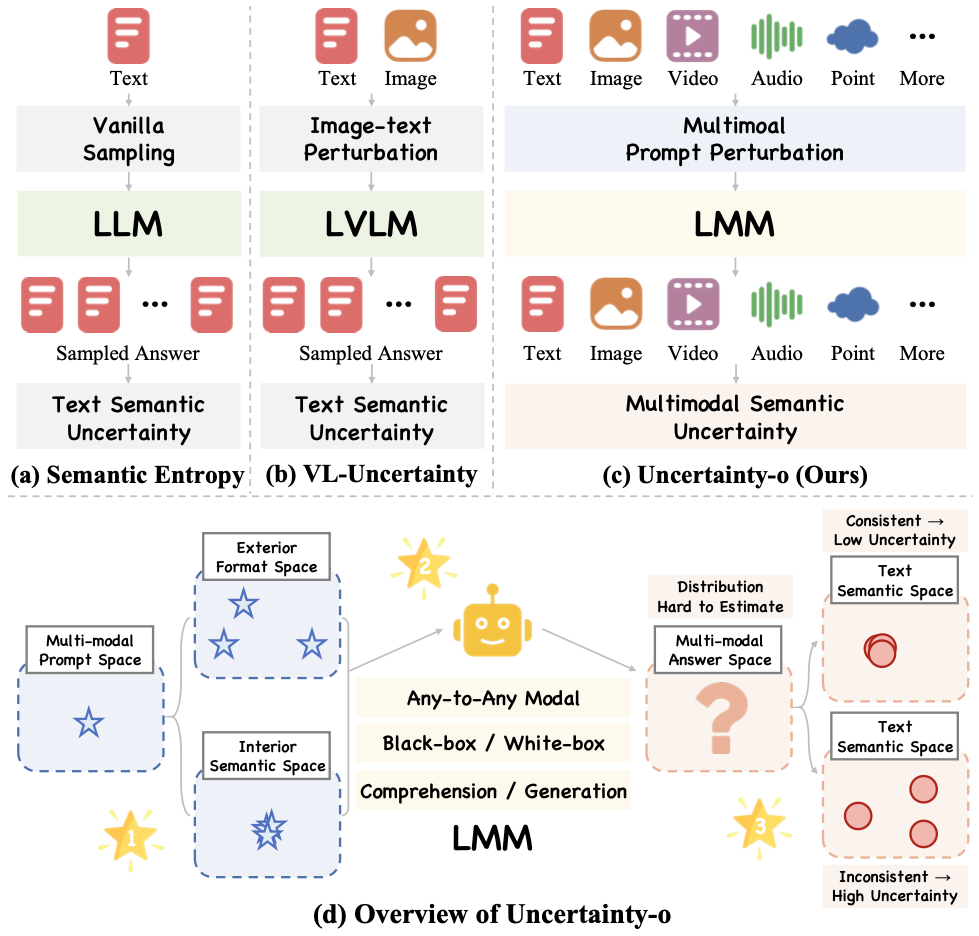 Text
Vanilla
Sampling
LLM
...
Sampled Answer
Text Semantic
Uncertainty
(a) Semantic Entropy
Text Image
Image-text
Perturbation
LVLM
...
Sampled Answer
Text Semantic
Uncertainty
(b) VL-Uncertainty
...
Text Image Video Audio Point More
Multimoal
Prompt Perturbation
LMM
...
Text Image Video Audio Point More
Multimodal Semantic
Uncertainty
(c) Uncertainty-o (Ours)
Multi-modal
Prompt Space
1
Exterior
Format Space
Interior
Semantic Space
2
Any-to-Any Modal
Black-box / White-box
Comprehension / Generation
LMM
Distribution
Hard to Estimate
Multi-modal
Answer Space
?
3
Consistent →
Low Uncertainty
Text
Semantic Space
Text
Semantic Space
Inconsistent →
High Uncertainty
(d) Overview of Uncertainty-o